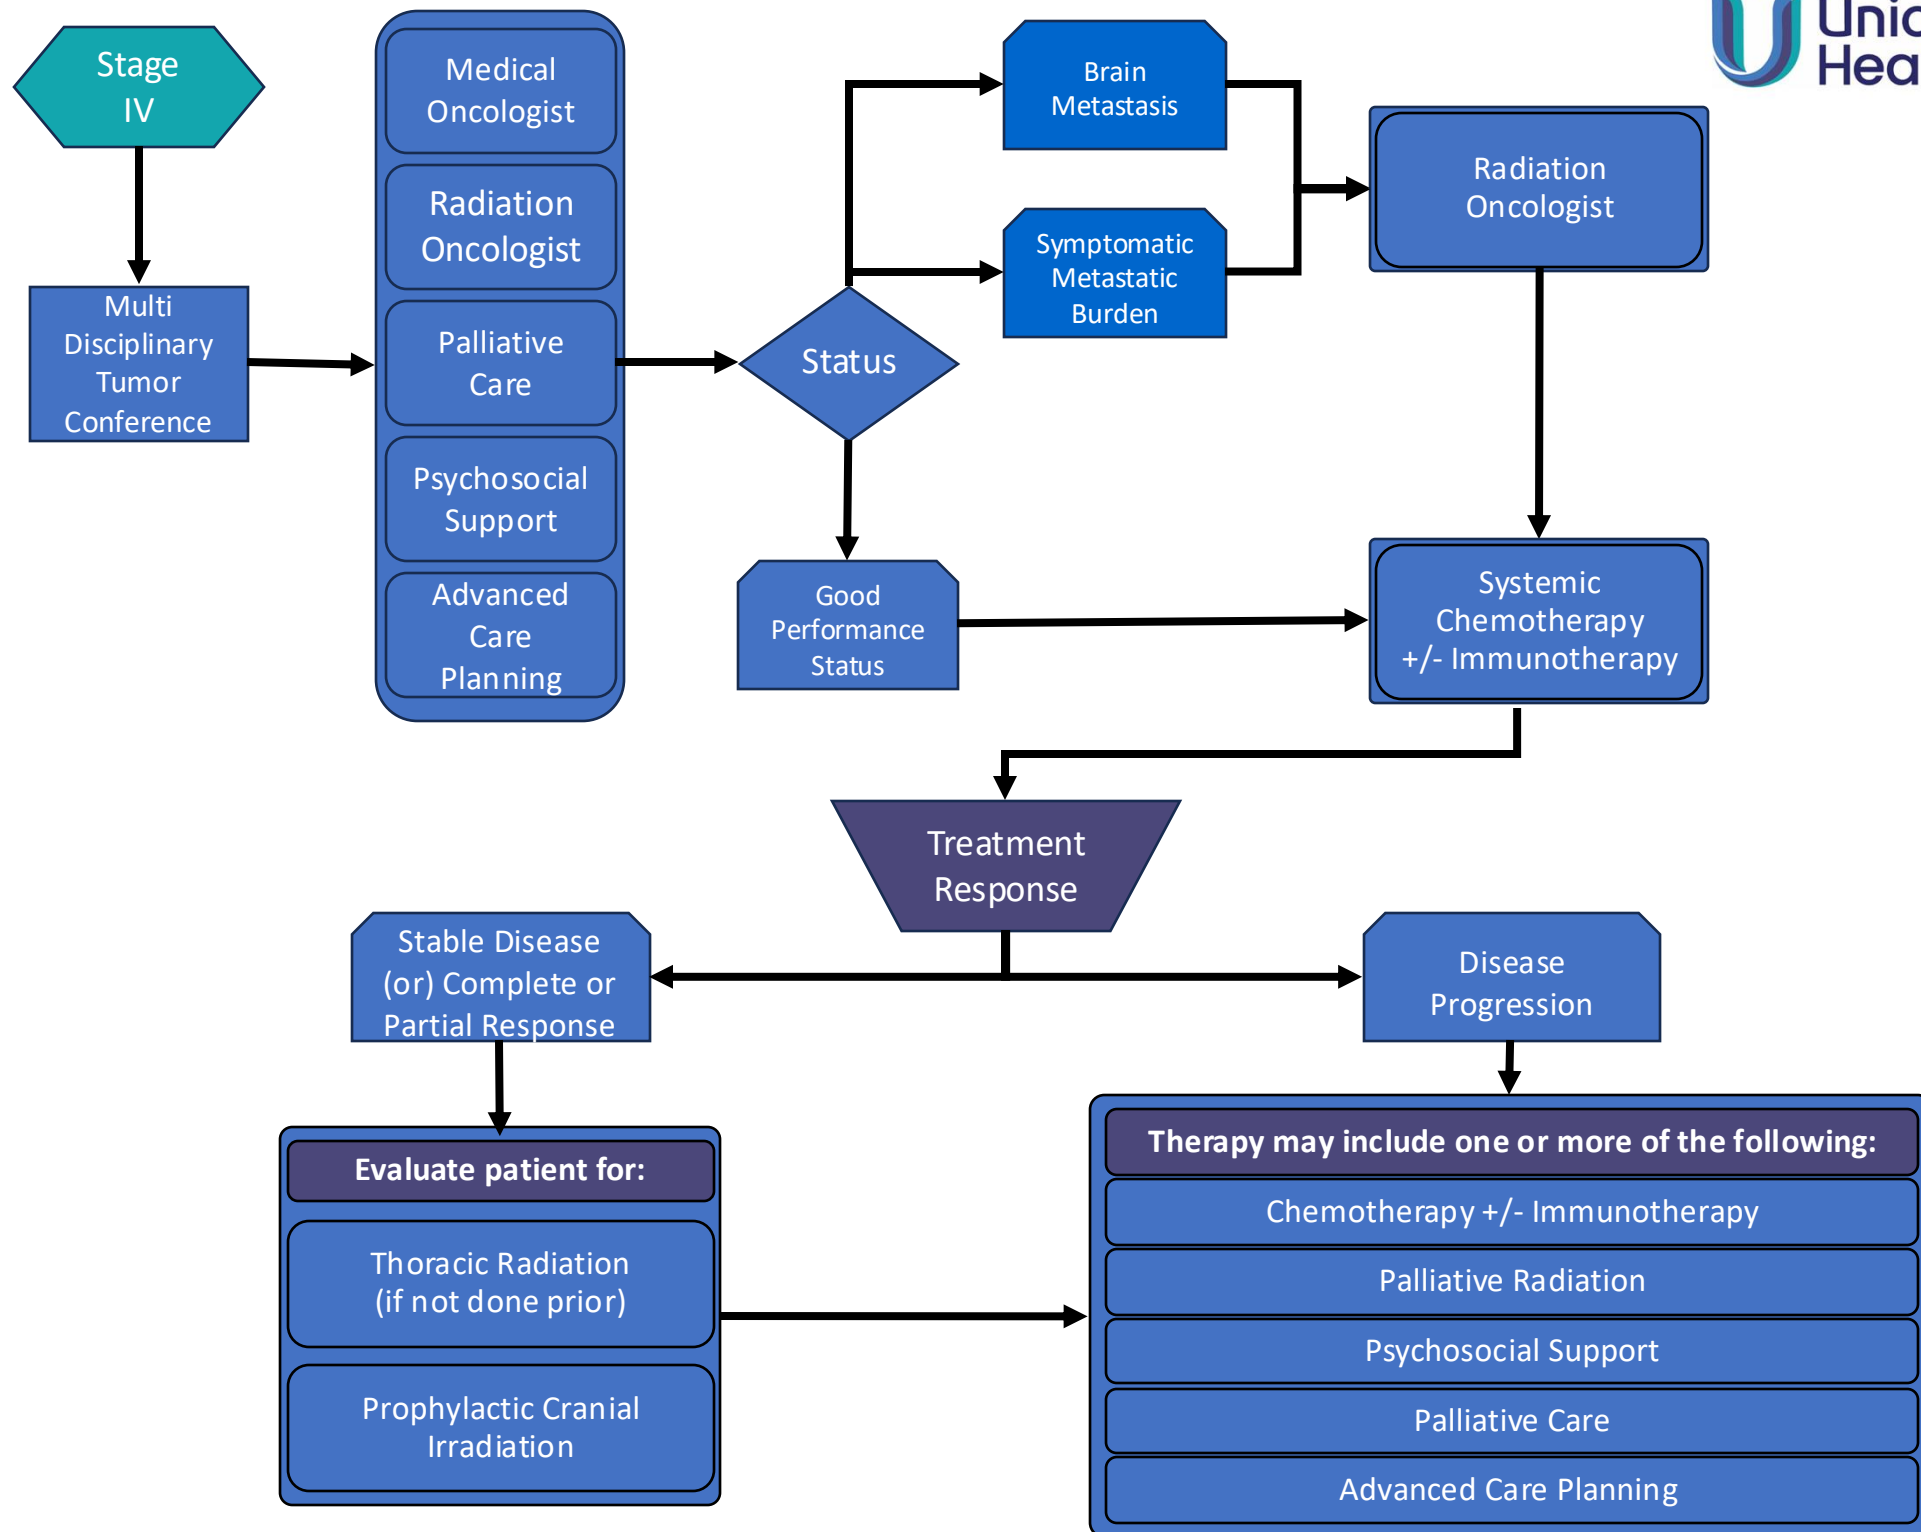 Stage
IV
Multi
Disciplinary
Tumor
Conference
Medical
Oncologist
Radiation
Oncologist
Palliative
Care
Psychosocial
Support
Advanced
Care
Planning
Status
Brain
Metastasis
Symptomatic
Metastatic
Burden
Radiation
Oncologist
Good
Performance
Status
Systemic
Chemotherapy
+/- Immunotherapy
Treatment
Response
Stable Disease
(or) Complete or
Partial Response
Disease
Progression
Evaluate patient for:
Thoracic Radiation
(if not done prior)
Prophylactic Cranial
Irradiation
Therapy may include one or more of the following:
Chemotherapy +/- Immunotherapy
Palliative Radiation
Psychosocial Support
Palliative Care
Advanced Care Planning